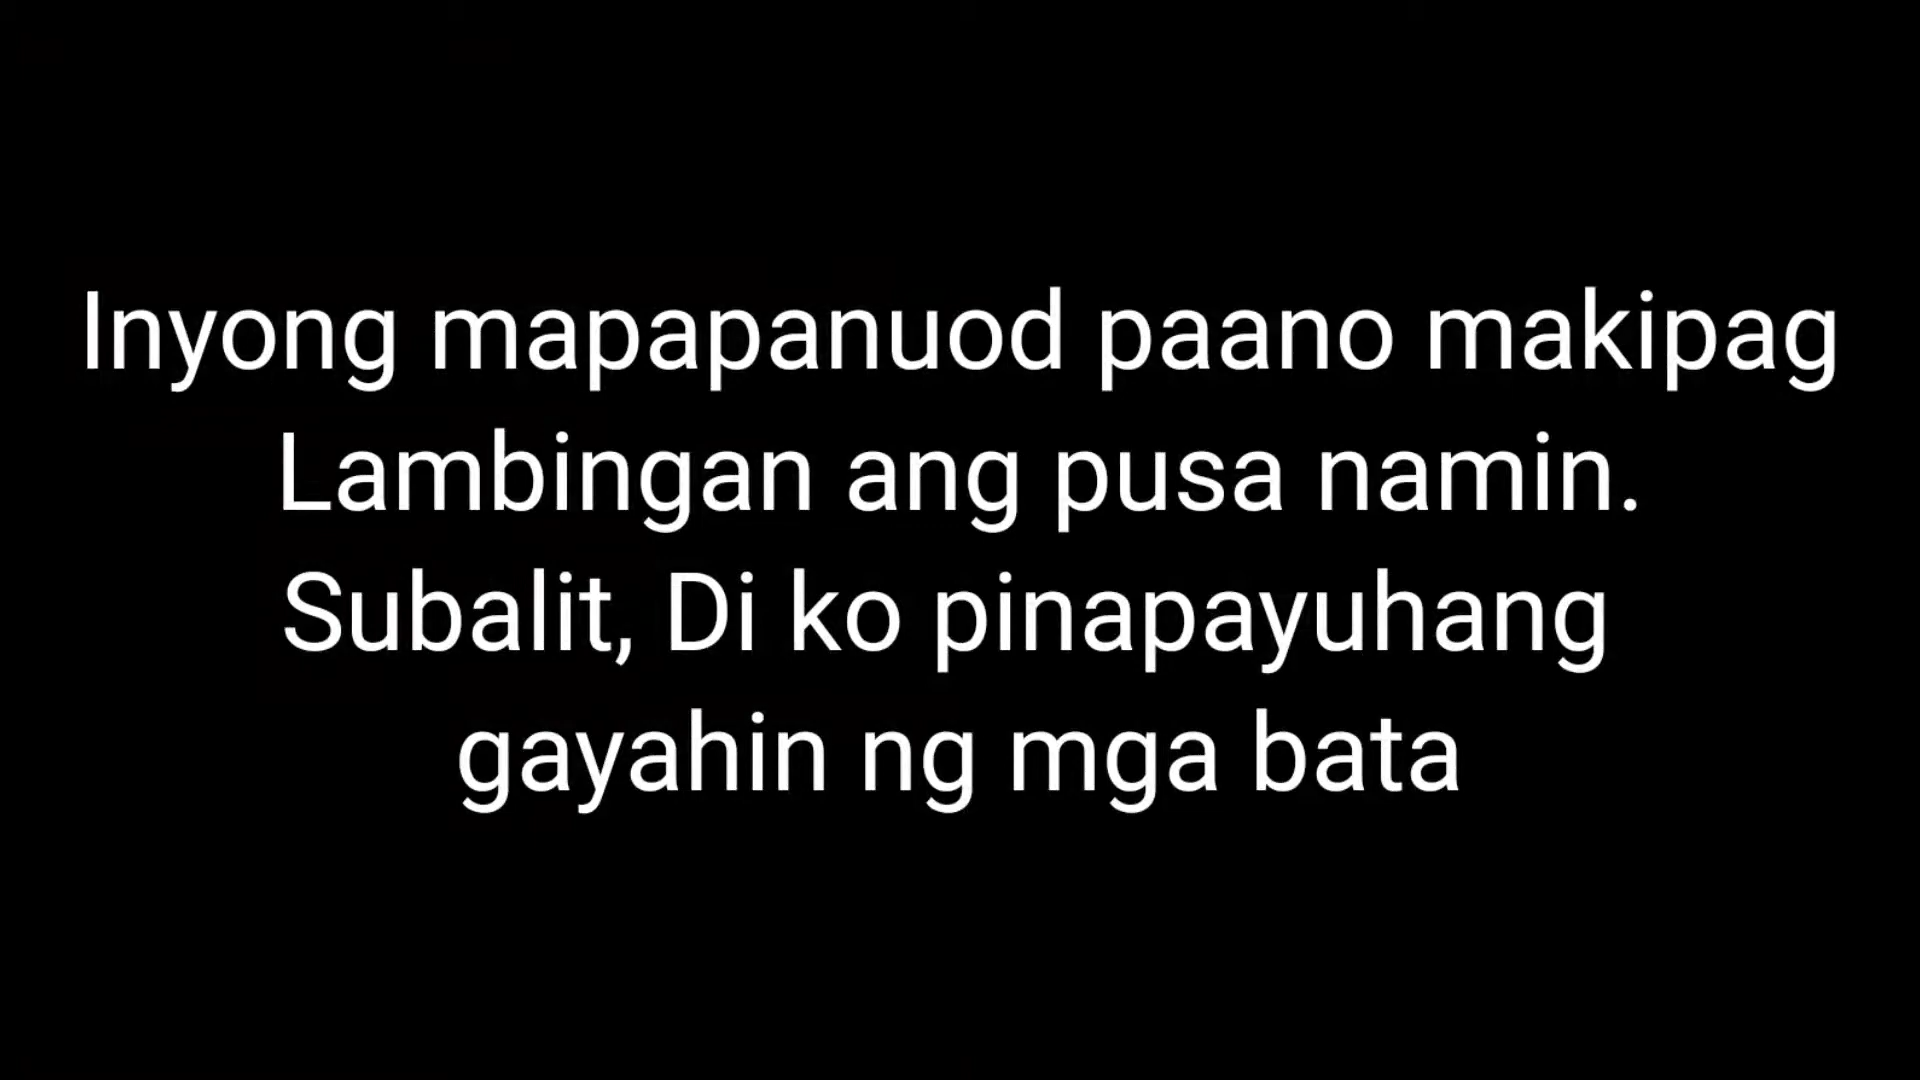 Inyong mapapanuod paano makipag
Lambingan ang pusa namin.
Subalit, Di ko pinapayuhang
gayahin ng mga bata